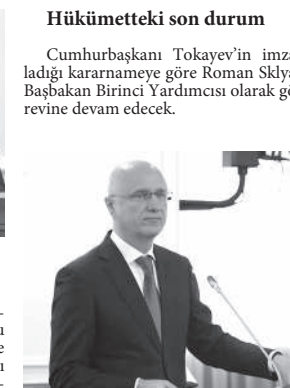 Hükümetteki son durum
Cumhurbaşkanı Tokayev’in imza
ladığı kararnameye göre Roman Sklya
Başbakan Birinci Yardımcısı olarak gö
revine devam edecek.